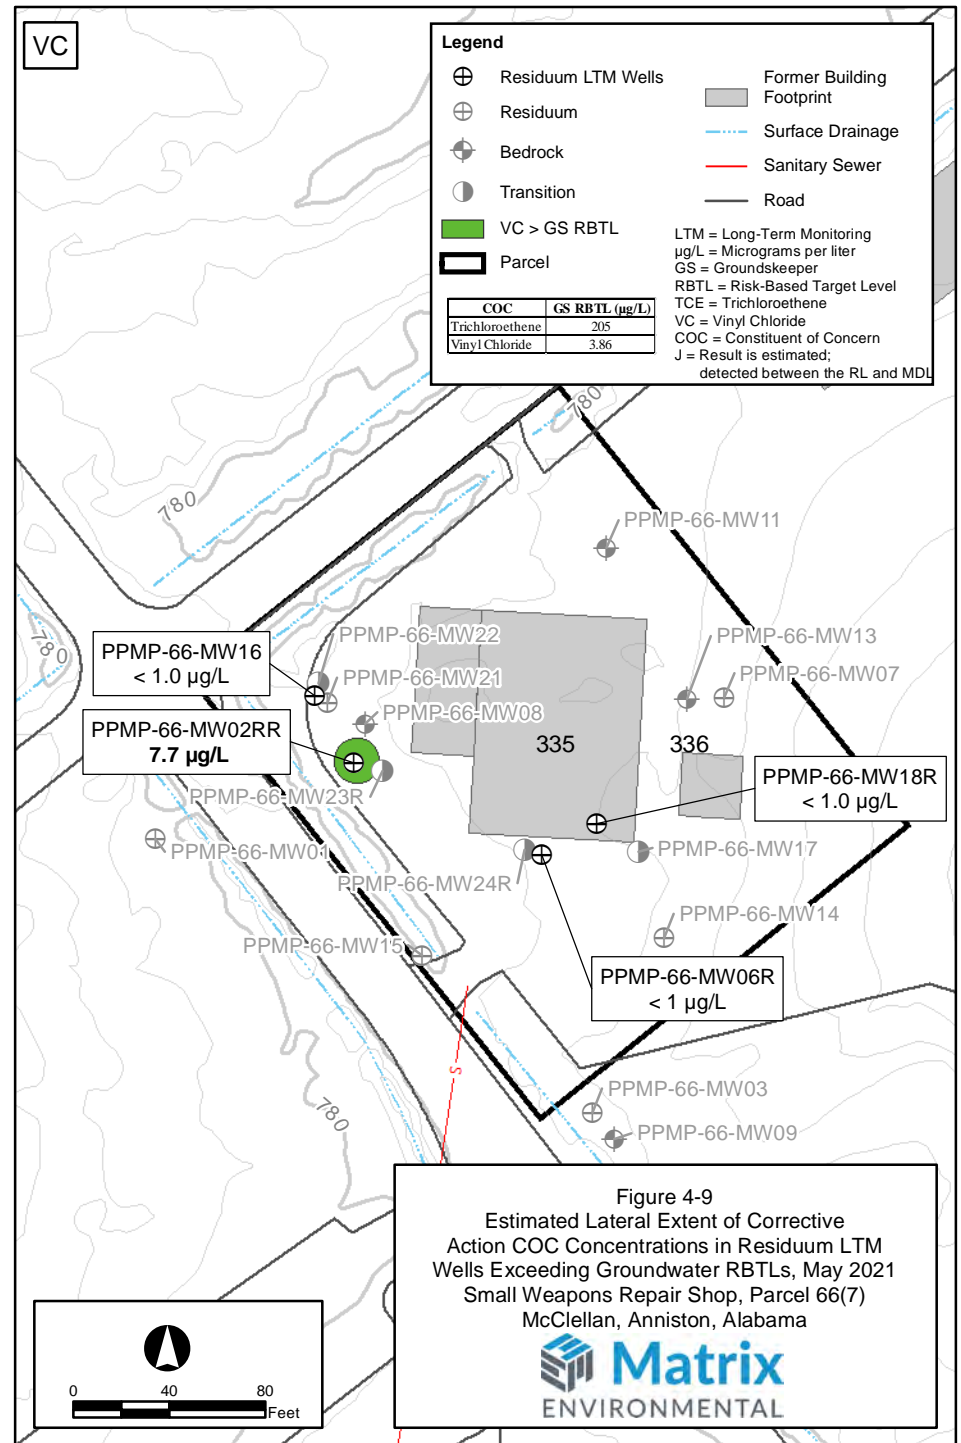 VC
Legend
Residuum LTM Wells
Residuum
Bedrock
Transition
VC > GS RBTL
Parcel
Former Building
Footprint
Surface Drainage
Sanitary Sewer
Road
LTM = Long-Term Monitoring
µg/L = Micrograms per liter
GS = Groundskeeper
RBTL = Risk-Based Target Level
TCE = Trichloroethene
VC = Vinyl Chloride
COC = Constituent of Concern
J = Result is estimated;
detected between the RL and MDL
COC GS RBTL (µg/L)
Trichloroethene 205
Vinyl Chloride 3.86
780
780
PPMP-66-MW11
PPMP-66-MW22
PPMP-66-MW13
780
PPMP-66-MW16
< 1.0 µg/L
PPMP-66-MW21
PPMP-66-MW07
PPMP-66-MW08
PPMP-66-MW02RR
7.7 µg/L
335
336
PPMP-66-MW18R
< 1.0 µg/L
PPMP-66-MW23R
PPMP-66-MW01
PPMP-66-MW17
PPMP-66-MW24R
PPMP-66-MW14
PPMP-66-MW15
PPMP-66-MW06R
< 1 µg/L
S
PPMP-66-MW03
780
PPMP-66-MW09
Figure 4-9
Estimated Lateral Extent of Corrective
Action COC Concentrations in Residuum LTM
Wells Exceeding Groundwater RBTLs, May 2021
Small Weapons Repair Shop, Parcel 66(7)
McClellan, Anniston, Alabama
Matrix
ENVIRONMENTAL
0 40 80
Feet